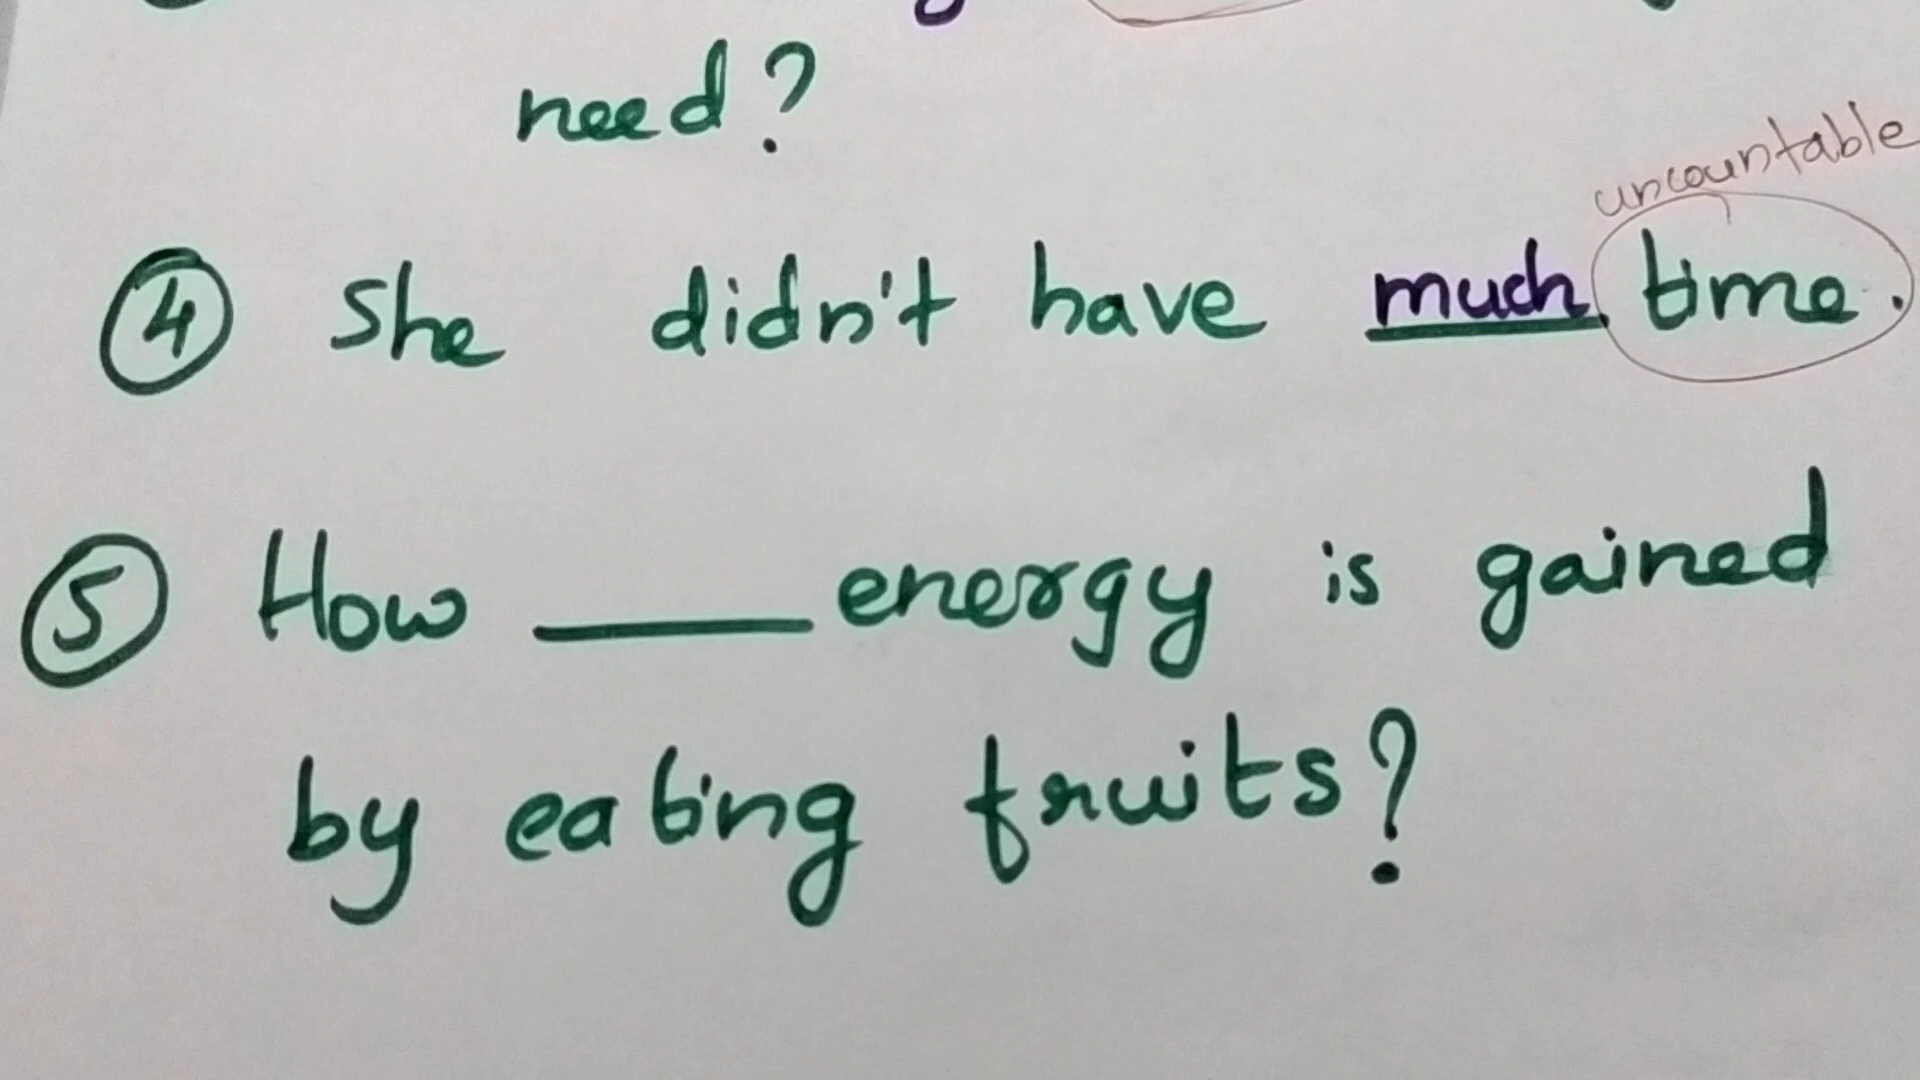 need?
uncountable
④ She didn't have much time.
⑤ How ____ energy is gained
by eating fruits?